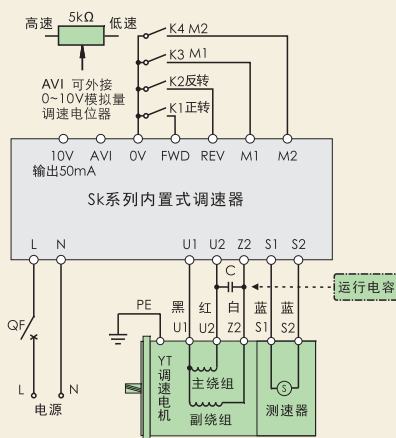 高速 5kΩ 低速
K4 M2
K3 M1
K2反转
K1正转
AVI 可外接
0~10V模拟量
调速电位器
10V AVI 0V FWD REV M1 M2
输出50mA
Sk系列内置式调速器
L N U1 U2 Z2 S1 S2
C
运行电容
PE
黑 红 白 蓝 蓝
QF
U1 U2 Z2 S1 S2
YT调速电机
主绕组
副绕组
S
测速器
L N
电源